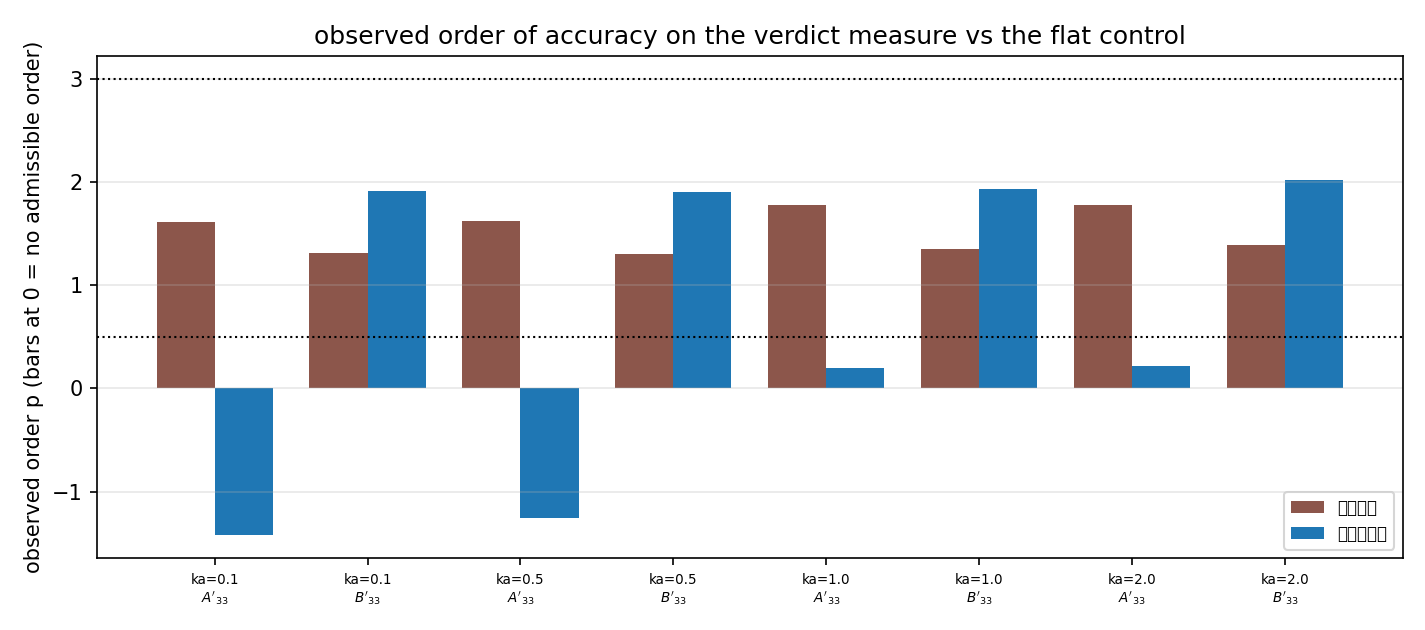 observed order of accuracy on the verdict measure vs the flat control
observed order p (bars at 0 = no admissible order)
3
2
1
0
−1
ka=0.1
A′₃₃
ka=0.1
B′₃₃
ka=0.5
A′₃₃
ka=0.5
B′₃₃
ka=1.0
A′₃₃
ka=1.0
B′₃₃
ka=2.0
A′₃₃
ka=2.0
B′₃₃